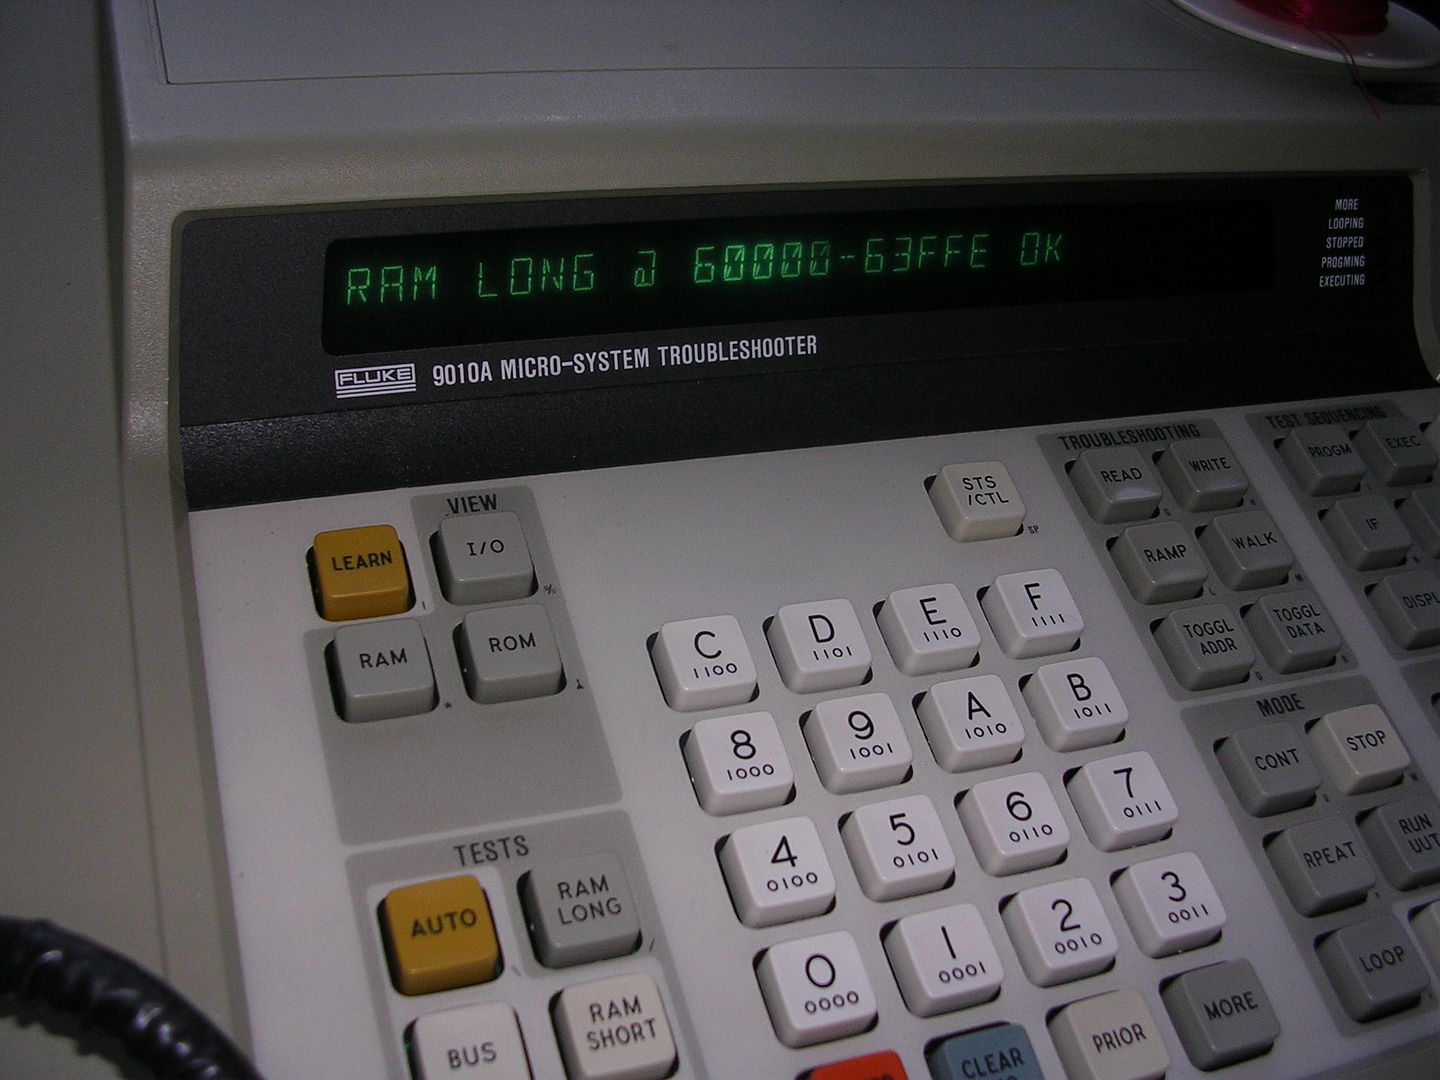 RAM LONG @ 60000-63FFE OK
MORE
LOOPING
STOPPED
PROGMING
EXECUTING
FLUKE 9010A MICRO-SYSTEM TROUBLESHOOTER
VIEW
LEARN
I/O
%
RAM
*
ROM
TESTS
AUTO
RAM
LONG
/
BUS
RAM
SHORT
STS
/CTL
SP
C
1100
D
1101
E
1110
F
1111
8
1000
9
1001
A
1010
B
1011
4
0100
5
0101
6
0110
7
0111
0
0000
1
0001
2
0010
3
0011
CLEAR
PRIOR
MORE
TROUBLESHOOTING
READ
WRITE
RAMP
WALK
TOGGL
ADDR
TOGGL
DATA
MODE
CONT
STOP
RPEAT
RUN
UUT
LOOP
TEST SEQUENCING
PROGM
EXEC
IF
DISPL